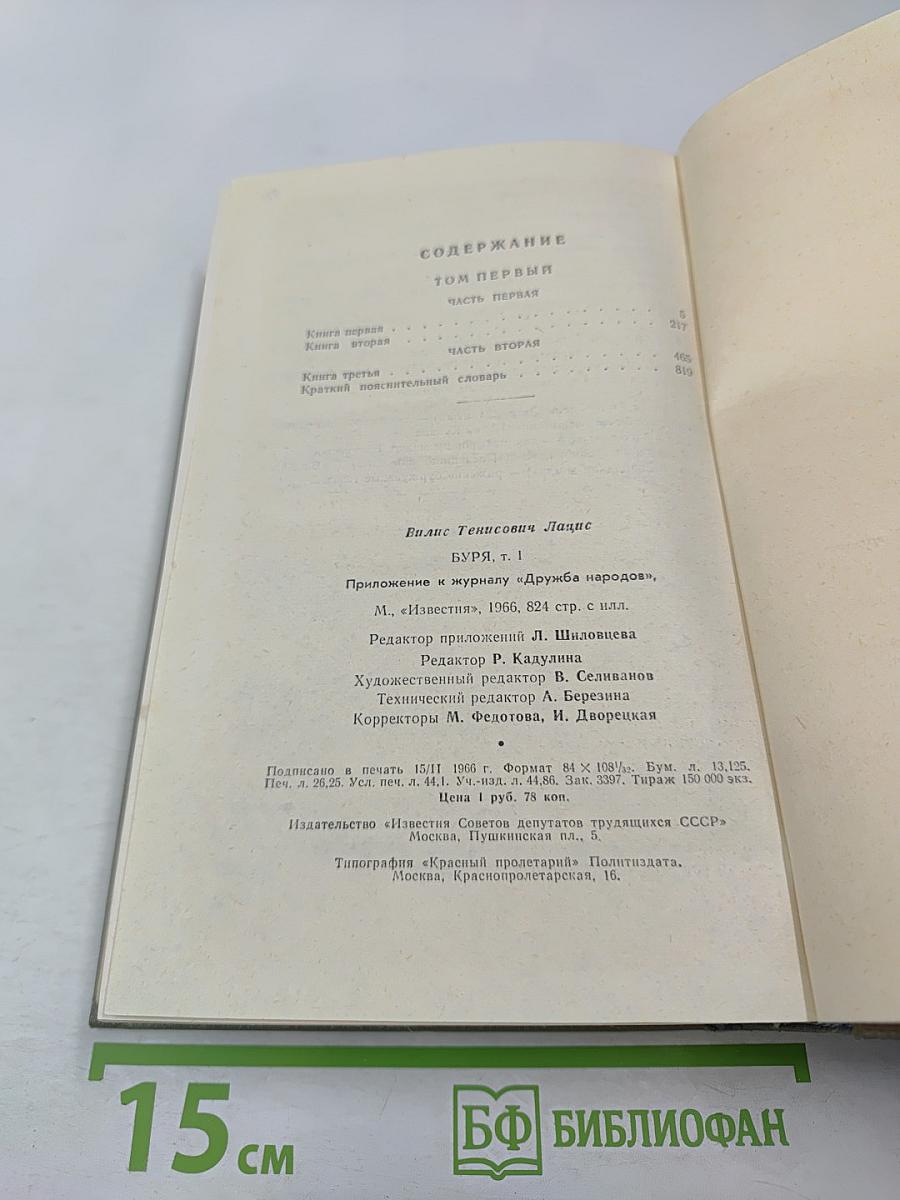 СОДЕРЖАНИЕ
ТОМ ПЕРВЫЙ
ЧАСТЬ ПЕРВАЯ
Книга первая . . . . . . . . . . . . . . 5
Книга вторая . . . . . . . . . . . . . . 217
ЧАСТЬ ВТОРАЯ
Книга третья . . . . . . . . . . . . . . 465
Краткий пояснительный словарь . . . . . . . . 819
Вилис Тенисович Лацис
БУРЯ, т. 1
Приложение к журналу «Дружба народов»,
М., «Известия», 1966, 824 стр. с илл.
Редактор приложений Л. Шиловцева
Редактор Р. Кадулина
Художественный редактор В. Селиванов
Технический редактор А. Березина
Корректоры М. Федотова, И. Дворецкая
•
Подписано в печать 15/II 1966 г. Формат 84×108¹/₃₂. Бум. л. 13,125.
Печ. л. 26,25. Усл. печ. л. 44,1. Уч.-изд. л. 44,86. Зак. 3397. Тираж 150 000 экз.
Цена 1 руб. 78 коп.
Издательство «Известия Советов депутатов трудящихся СССР»
Москва, Пушкинская пл., 5.
Типография «Красный пролетарий» Политиздата.
Москва, Краснопролетарская, 16.
15 см
БФ БИБЛИОФАН